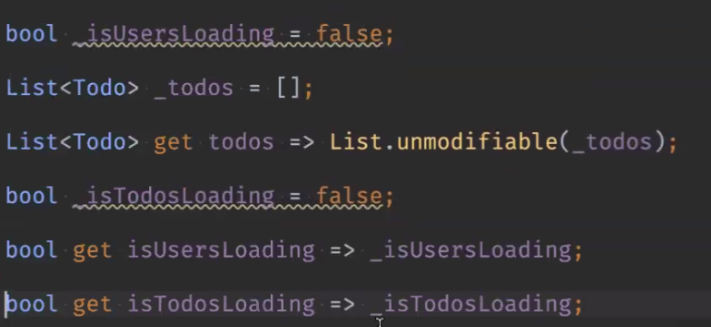 bool _isUsersLoading = false;
List<Todo> _todos = [];
List<Todo> get todos => List.unmodifiable(_todos);
bool _isTodosLoading = false;
bool get isUsersLoading => _isUsersLoading;
bool get isTodosLoading => _isTodosLoading;